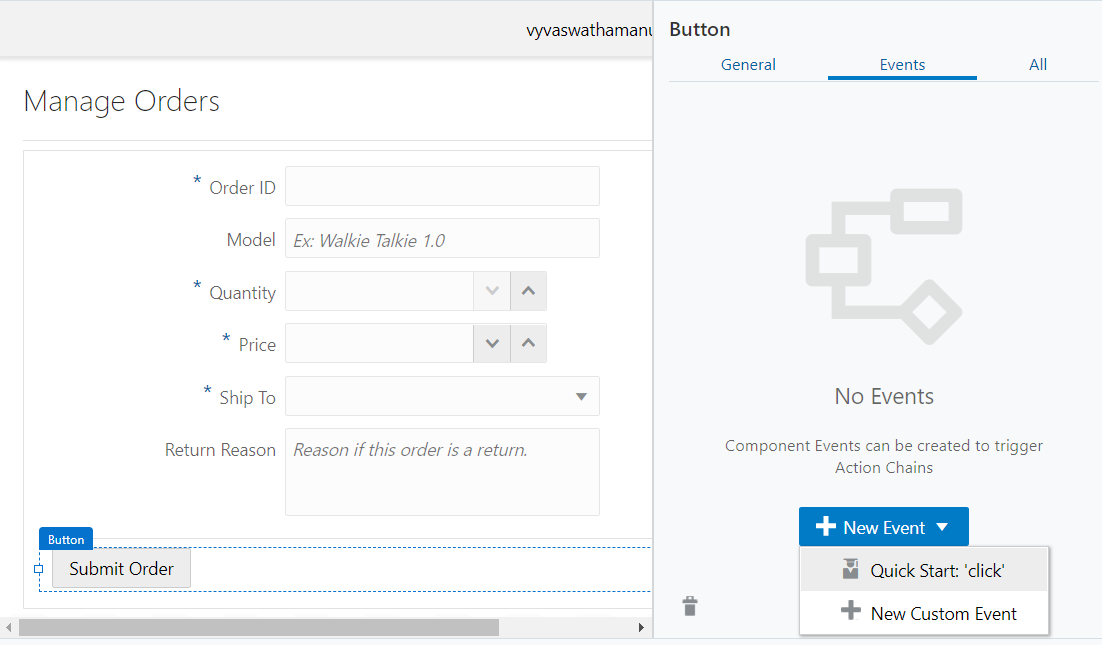 vyvaswathamanu
Manage Orders
* Order ID
Model Ex: Walkie Talkie 1.0
* Quantity
* Price
* Ship To
Return Reason Reason if this order is a return.
Button
Submit Order
Button
General Events All
No Events
Component Events can be created to trigger
Action Chains
New Event
Quick Start: 'click'
New Custom Event